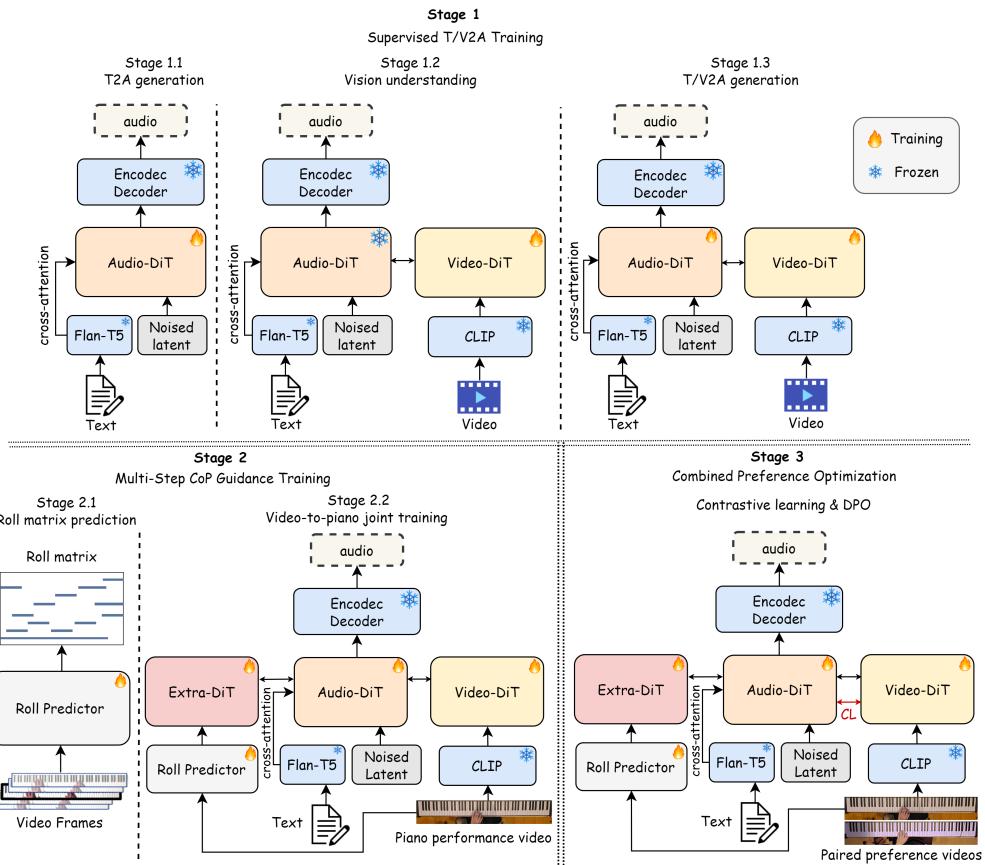 Stage 1
Supervised T/V2A Training
Stage 1.1
T2A generation
audio
Encodec
Decoder
Audio-DiT
cross-attention
Flan-T5
Noised
latent
Text
Stage 1.2
Vision understanding
audio
Encodec
Decoder
Audio-DiT
Video-DiT
cross-attention
Flan-T5
Noised
latent
CLIP
Text
Video
Stage 1.3
T/V2A generation
audio
Encodec
Decoder
Audio-DiT
Video-DiT
cross-attention
Flan-T5
Noised
latent
CLIP
Text
Video
Training
Frozen
Stage 2
Multi-Step CoP Guidance Training
Stage 2.1
Roll matrix prediction
Roll matrix
Roll Predictor
Video Frames
Stage 2.2
Video-to-piano joint training
audio
Encodec
Decoder
Extra-DiT
Audio-DiT
Video-DiT
cross-attention
Roll Predictor
Flan-T5
Noised
Latent
CLIP
Text
Piano performance video
Stage 3
Combined Preference Optimization
Contrastive learning & DPO
audio
Encodec
Decoder
Extra-DiT
Audio-DiT
Video-DiT
CL
cross-attention
Roll Predictor
Flan-T5
Noised
Latent
CLIP
Text
Paired preference videos